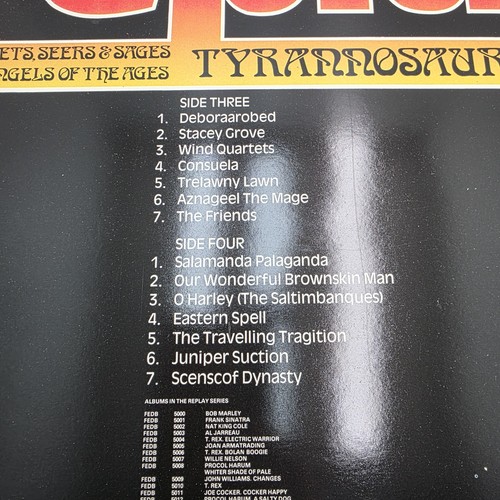 ETS, SEERS & SAGES
NGELS OF THE AGES
TYRANNOSAUR
SIDE THREE
1. Deboraarobed
2. Stacey Grove
3. Wind Quartets
4. Consuela
5. Trelawny Lawn
6. Aznageel The Mage
7. The Friends
SIDE FOUR
1. Salamanda Palaganda
2. Our Wonderful Brownskin Man
3. O Harley (The Saltimbanques)
4. Eastern Spell
5. The Travelling Tragition
6. Juniper Suction
7. Scenscof Dynasty
ALBUMS IN THE REPLAY SERIES
FEDB 5000 BOB MARLEY
FEDB 5001 FRANK SINATRA
FEDB 5002 NAT KING COLE
FEDB 5003 AL JARREAU
FEDB 5004 T. REX. ELECTRIC WARRIOR
FEDB 5005 JOAN ARMATRADING
FEDB 5006 T. REX. BOLAN BOOGIE
FEDB 5007 WILLIE NELSON
FEDB 5008 PROCOL HARUM
WHITER SHADE OF PALE
FEDB 5009 JOHN WILLIAMS. CHANGES
FEDB 5010 T. REX
FEDB 5011 JOE COCKER. COCKER HAPPY
FEDB 5012 PROCOL HARUM. A SALTY DOG